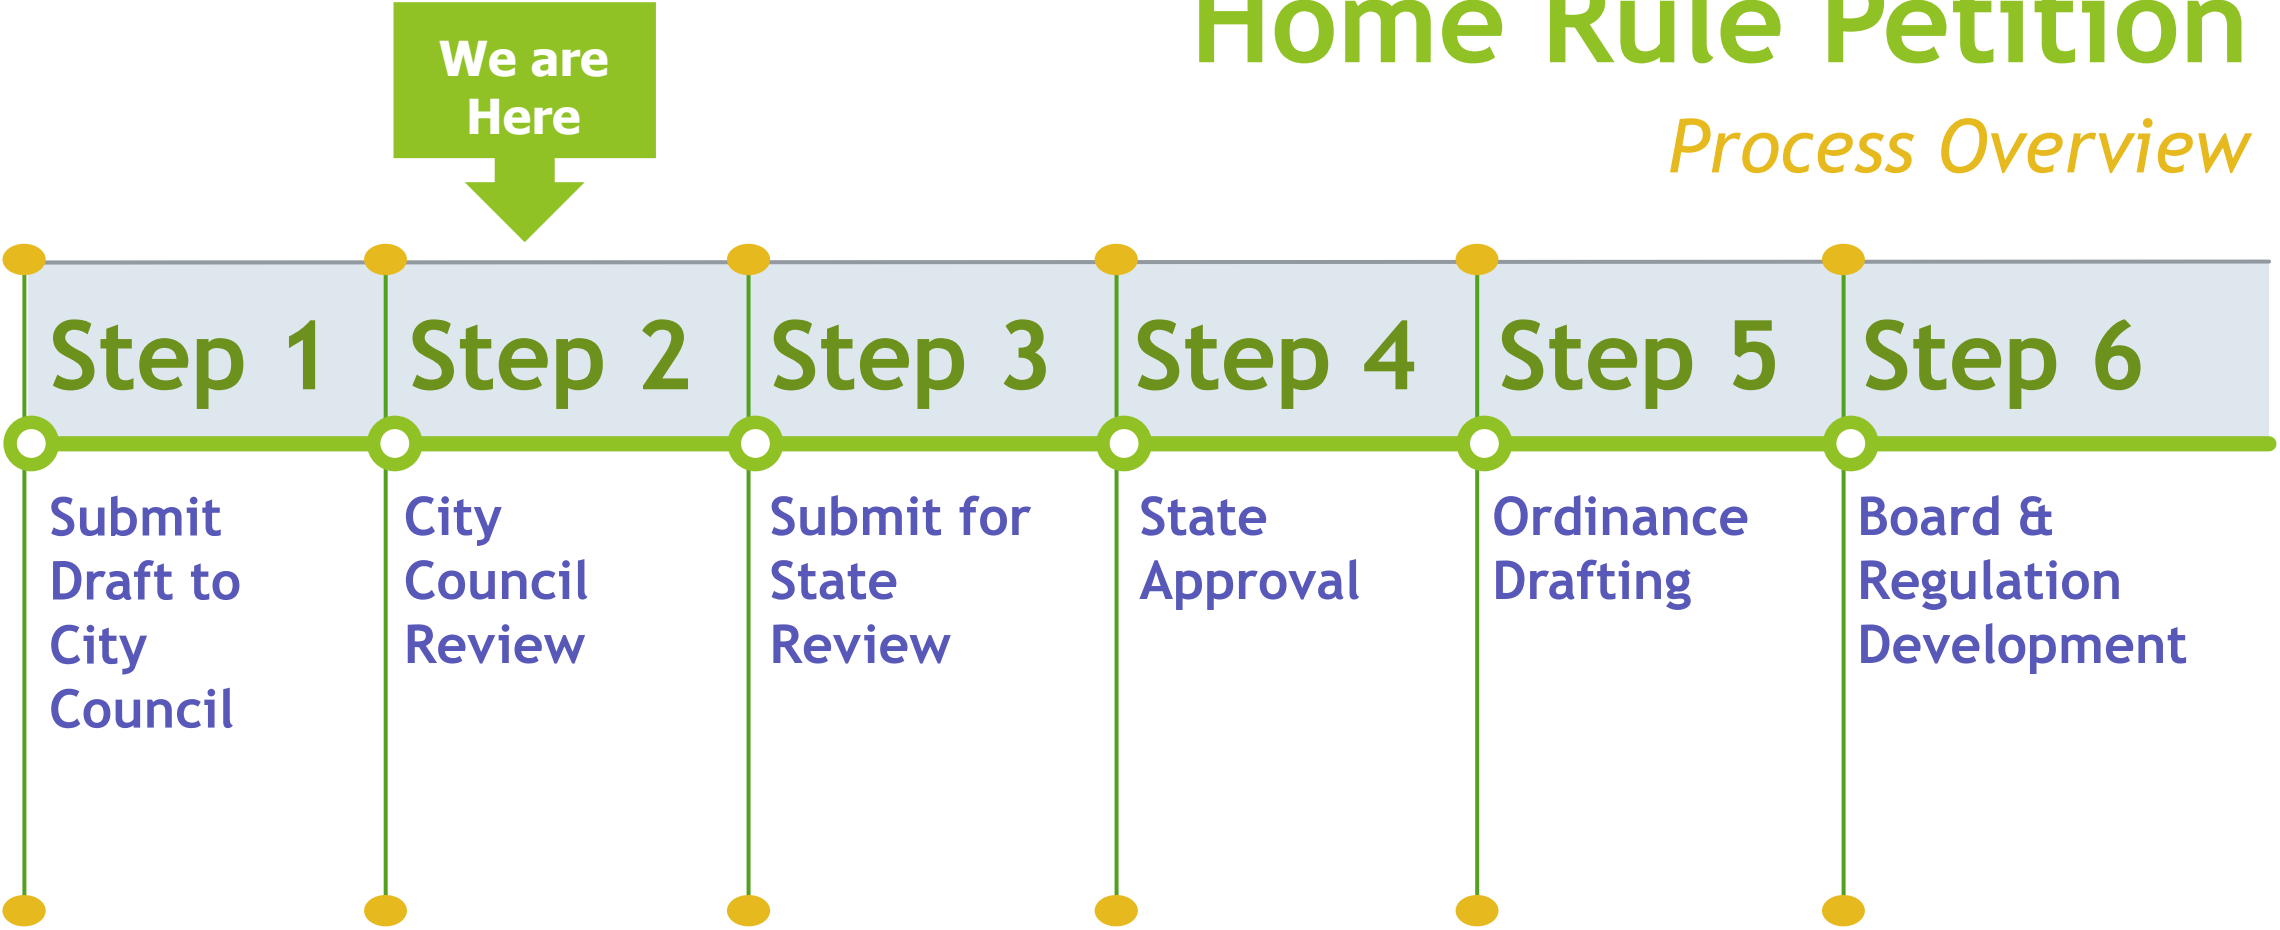 Home Rule Petition
Process Overview
We are
Here
Step 1
Step 2
Step 3
Step 4
Step 5
Step 6
Submit
Draft to
City
Council
City
Council
Review
Submit for
State
Review
State
Approval
Ordinance
Drafting
Board &
Regulation
Development